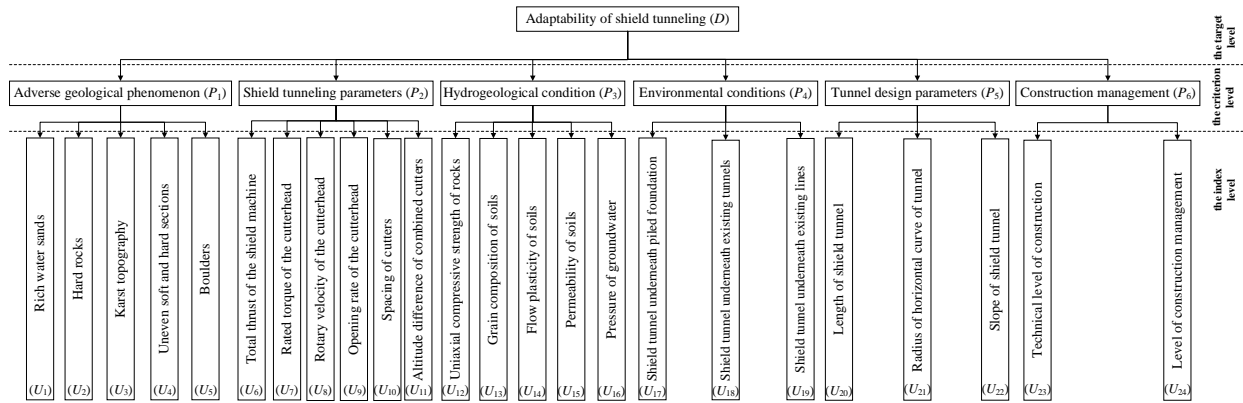 Adaptability of shield tunneling (D)
the target
level
Adverse geological phenomenon (P₁)
Shield tunneling parameters (P₂)
Hydrogeological condition (P₃)
Environmental conditions (P₄)
Tunnel design parameters (P₅)
Construction management (P₆)
the criterion
level
Rich water sands
(U₁)
Hard rocks
(U₂)
Karst topography
(U₃)
Uneven soft and hard sections
(U₄)
Boulders
(U₅)
Total thrust of the shield machine
(U₆)
Rated torque of the cutterhead
(U₇)
Rotary velocity of the cutterhead
(U₈)
Opening rate of the cutterhead
(U₉)
Spacing of cutters
(U₁₀)
Altitude difference of combined cutters
(U₁₁)
Uniaxial compressive strength of rocks
(U₁₂)
Grain composition of soils
(U₁₃)
Flow plasticity of soils
(U₁₄)
Permeability of soils
(U₁₅)
Pressure of groundwater
(U₁₆)
Shield tunnel underneath piled foundation
(U₁₇)
Shield tunnel underneath existing tunnels
(U₁₈)
Shield tunnel underneath existing lines
(U₁₉)
Length of shield tunnel
(U₂₀)
Radius of horizontal curve of tunnel
(U₂₁)
Slope of shield tunnel
(U₂₂)
Technical level of construction
(U₂₃)
Level of construction management
(U₂₄)
the index
level